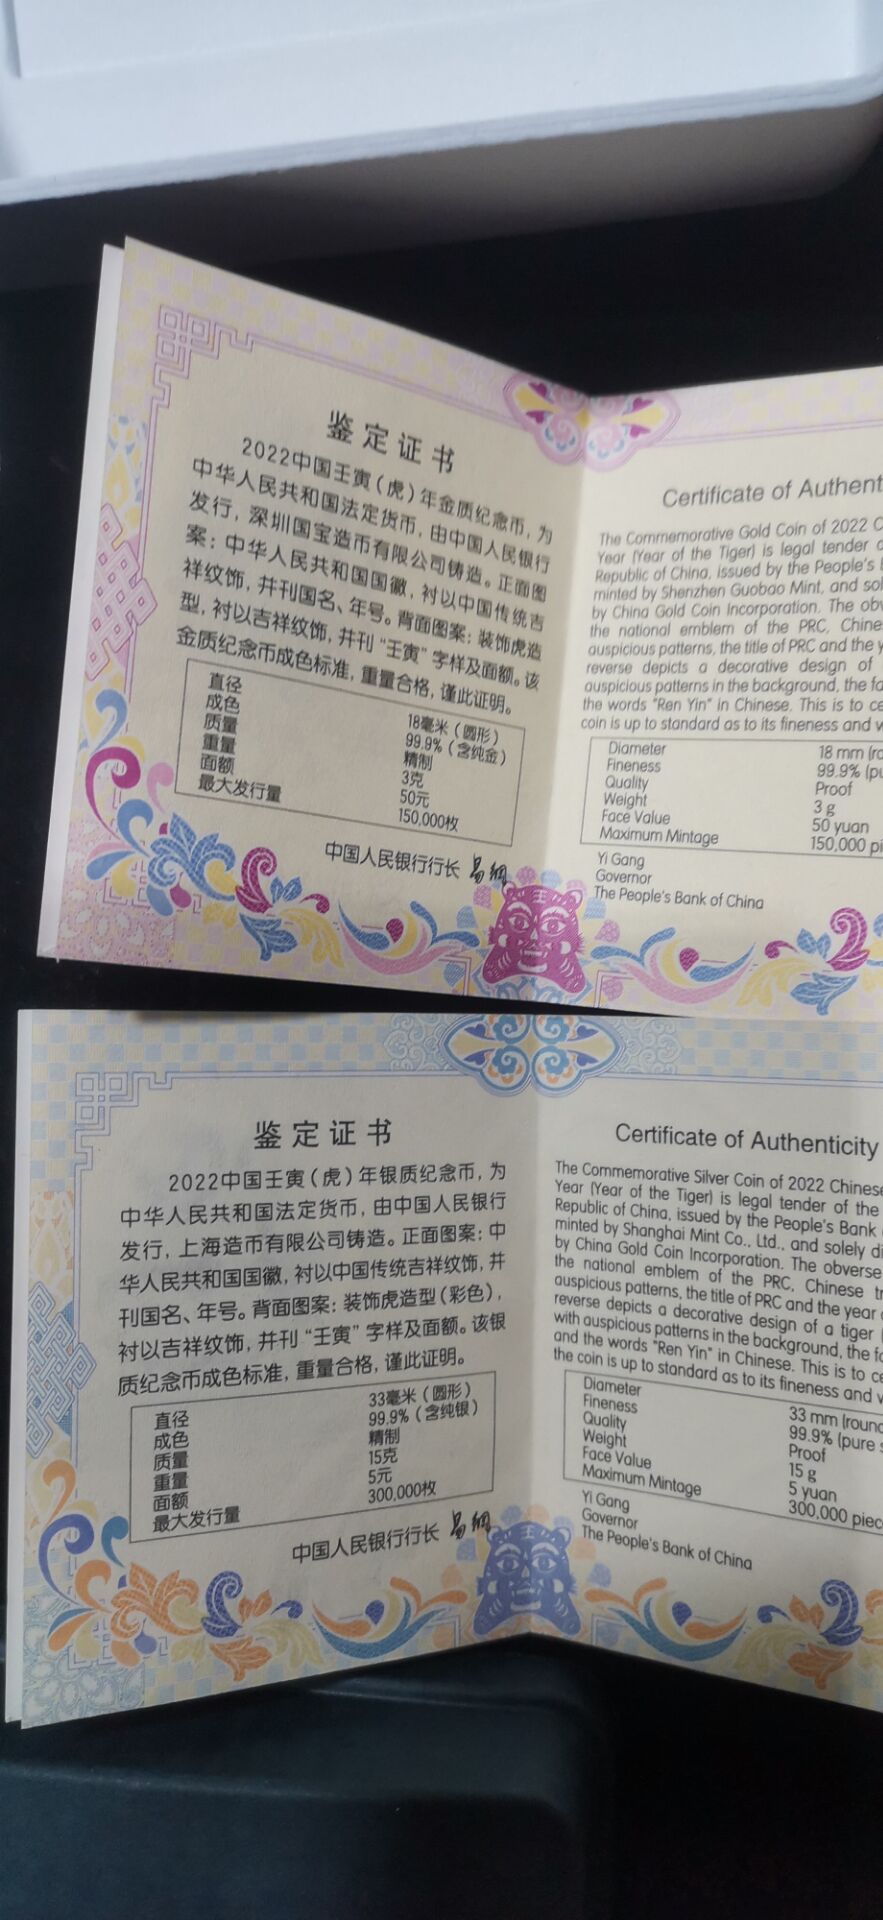 鉴定证书
2022中国壬寅（虎）年金质纪念币，为
中华人民共和国法定货币，由中国人民银行
发行，深圳国宝造币有限公司铸造。正面图
案：中华人民共和国国徽，衬以中国传统吉
祥纹饰，并刊国名、年号。背面图案：装饰虎造
型，衬以吉祥纹饰，并刊“壬寅”字样及面额。该
金质纪念币成色标准，重量合格，谨此证明。
直径 18毫米（圆形）
成色 99.9%（含纯金）
质量 精制
重量 3克
面额 50元
最大发行量 150,000枚
中国人民银行行长 易纲
Certificate of Authent
The Commemorative Gold Coin of 2022 C
Year (Year of the Tiger) is legal tender o
Republic of China, issued by the People's
minted by Shenzhen Guobao Mint, and sol
by China Gold Coin Incorporation. The obv
the national emblem of the PRC, Chine
auspicious patterns, the title of PRC and the y
reverse depicts a decorative design of
auspicious patterns in the background, the fa
the words "Ren Yin" in Chinese. This is to ce
coin is up to standard as to its fineness and w
Diameter 18 mm (ro
Fineness 99.9% (pu
Quality Proof
Weight 3 g
Face Value 50 yuan
Maximum Mintage 150,000 pi
Yi Gang
Governor
The People's Bank of China
王
鉴定证书
2022中国壬寅（虎）年银质纪念币，为
中华人民共和国法定货币，由中国人民银行
发行，上海造币有限公司铸造。正面图案：中
华人民共和国国徽，衬以中国传统吉祥纹饰，并
刊国名、年号。背面图案：装饰虎造型（彩色），
衬以吉祥纹饰，并刊“壬寅”字样及面额。该银
质纪念币成色标准，重量合格，谨此证明。
直径 33毫米（圆形）
成色 99.9%（含纯银）
质量 精制
重量 15克
面额 5元
最大发行量 300,000枚
中国人民银行行长 易纲
Certificate of Authenticity
The Commemorative Silver Coin of 2022 Chinese
Year (Year of the Tiger) is legal tender of the
Republic of China, issued by the People's Bank
minted by Shanghai Mint Co., Ltd., and solely di
by China Gold Coin Incorporation. The obverse
the national emblem of the PRC, Chinese tr
auspicious patterns, the title of PRC and the year
reverse depicts a decorative design of a tiger
with auspicious patterns in the background, the fa
and the words "Ren Yin" in Chinese. This is to ce
the coin is up to standard as to its fineness and w
Diameter 33 mm (round
Fineness 99.9% (pure s
Quality Proof
Weight 15 g
Face Value 5 yuan
Maximum Mintage 300,000 piec
Yi Gang
Governor
The People's Bank of China
王